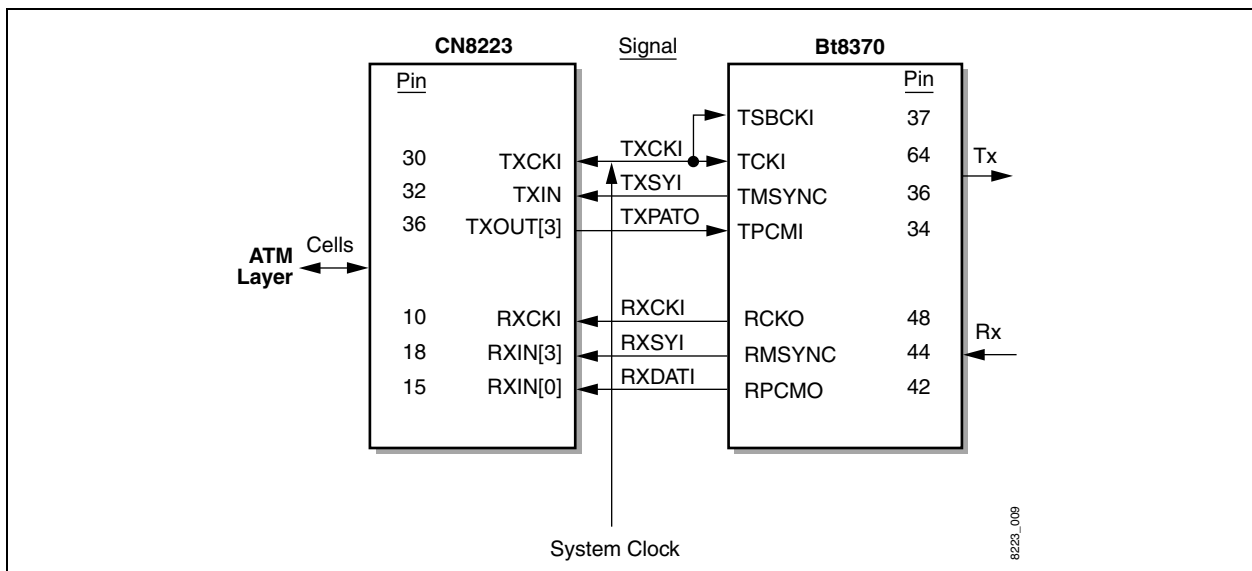 CN8223 Signal Bt8370
Pin Pin
TSBCKI 37
30 TXCKI TXCKI TCKI 64 Tx
32 TXIN TXSYI TMSYNC 36
36 TXOUT[3] TXPATO TPCMI 34
ATM Layer Cells
10 RXCKI RXCKI RCKO 48 Rx
18 RXIN[3] RXSYI RMSYNC 44
15 RXIN[0] RXDATI RPCMO 42
System Clock
8223_009